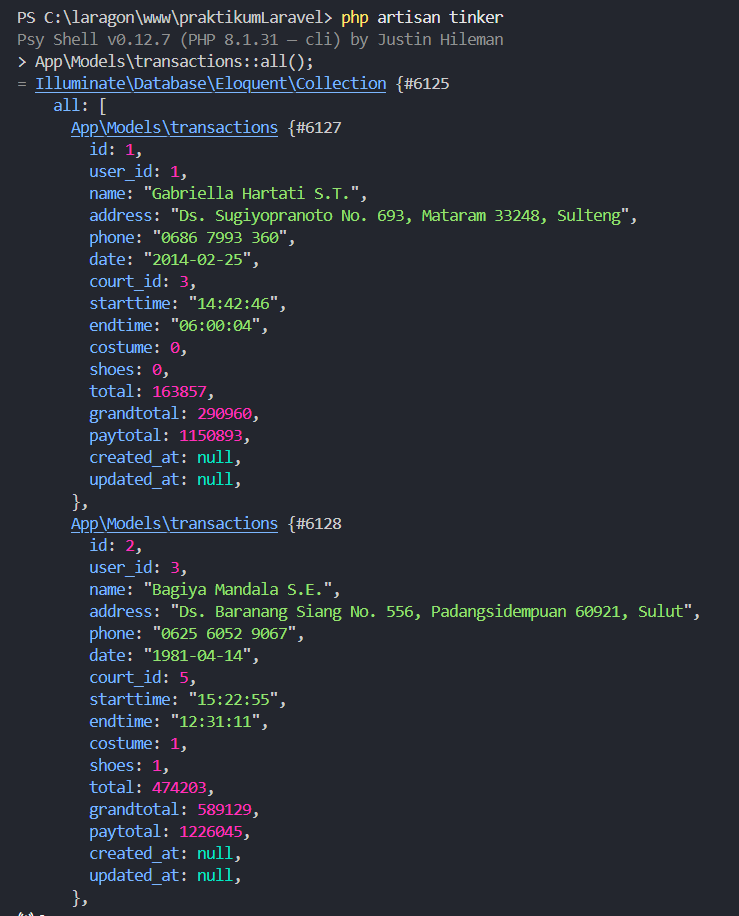 PS C:\laragon\www\praktikumLaravel> php artisan tinker
Psy Shell v0.12.7 (PHP 8.1.31 — cli) by Justin Hileman
> App\Models\transactions::all();
= Illuminate\Database\Eloquent\Collection {#6125
all: [
App\Models\transactions {#6127
id: 1,
user_id: 1,
name: "Gabriella Hartati S.T.",
address: "Ds. Sugiyopranoto No. 693, Mataram 33248, Sulteng",
phone: "0686 7993 360",
date: "2014-02-25",
court_id: 3,
starttime: "14:42:46",
endtime: "06:00:04",
costume: 0,
shoes: 0,
total: 163857,
grandtotal: 290960,
paytotal: 1150893,
created_at: null,
updated_at: null,
},
App\Models\transactions {#6128
id: 2,
user_id: 3,
name: "Bagiya Mandala S.E.",
address: "Ds. Baranang Siang No. 556, Padangsidempuan 60921, Sulut",
phone: "0625 6052 9067",
date: "1981-04-14",
court_id: 5,
starttime: "15:22:55",
endtime: "12:31:11",
costume: 1,
shoes: 1,
total: 474203,
grandtotal: 589129,
paytotal: 1226045,
created_at: null,
updated_at: null,
},